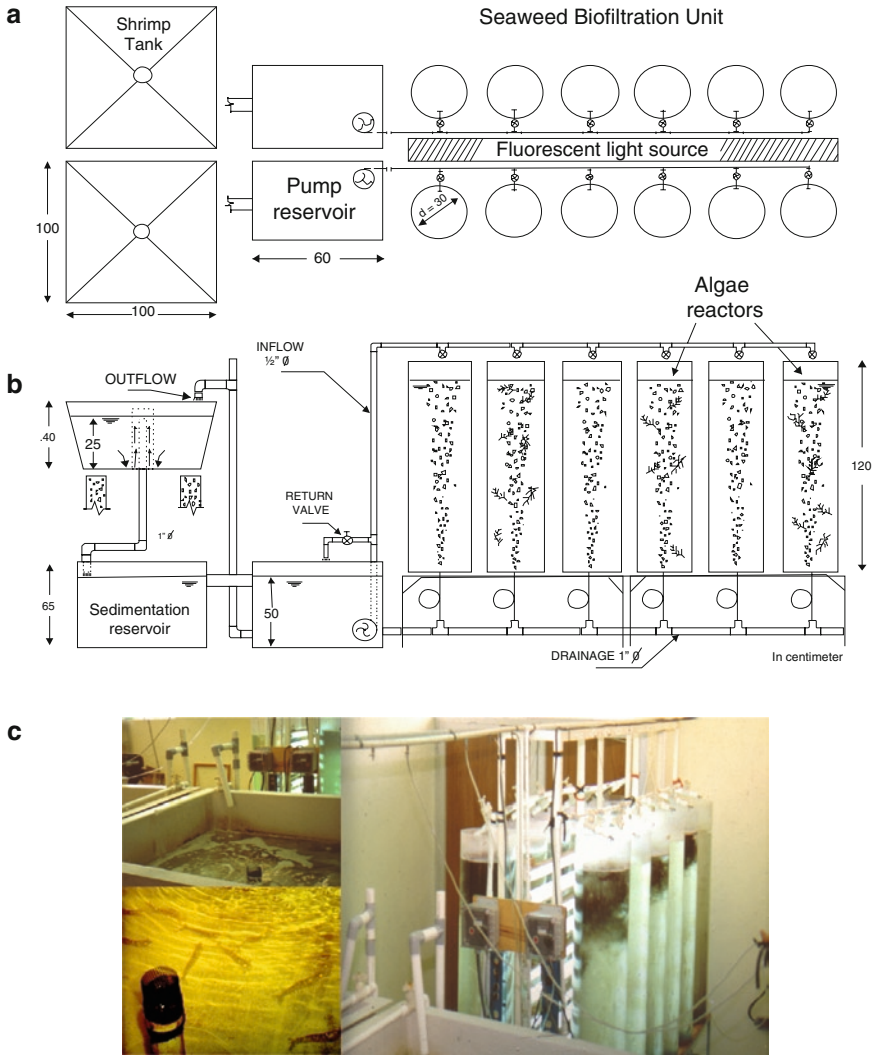 a
Seaweed Biofiltration Unit
Shrimp
Tank
Fluorescent light source
Pump
reservoir
d = 30
100
60
100
Algae
reactors
INFLOW
½" Ø
b
OUTFLOW
.40
25
120
RETURN
VALVE
1" Ø
65
Sedimentation
reservoir
50
DRAINAGE 1" Ø
In centimeter
c